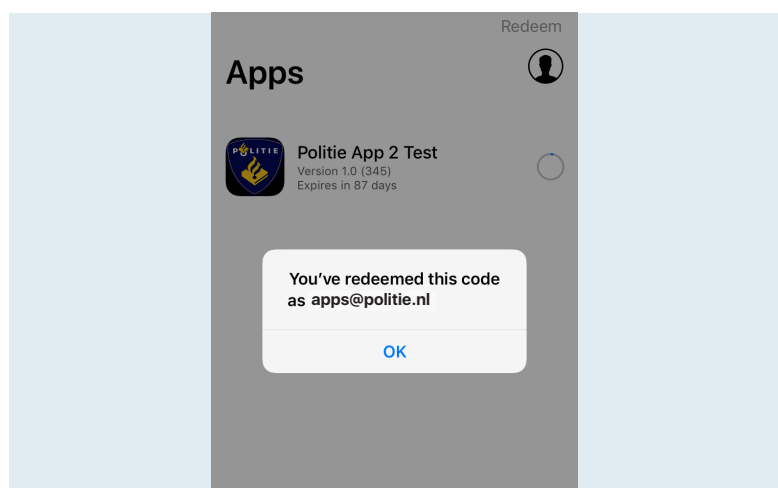 Redeem
Apps
POLITIE
Politie App 2 Test
Version 1.0 (345)
Expires in 87 days
You've redeemed this code
as apps@politie.nl
OK